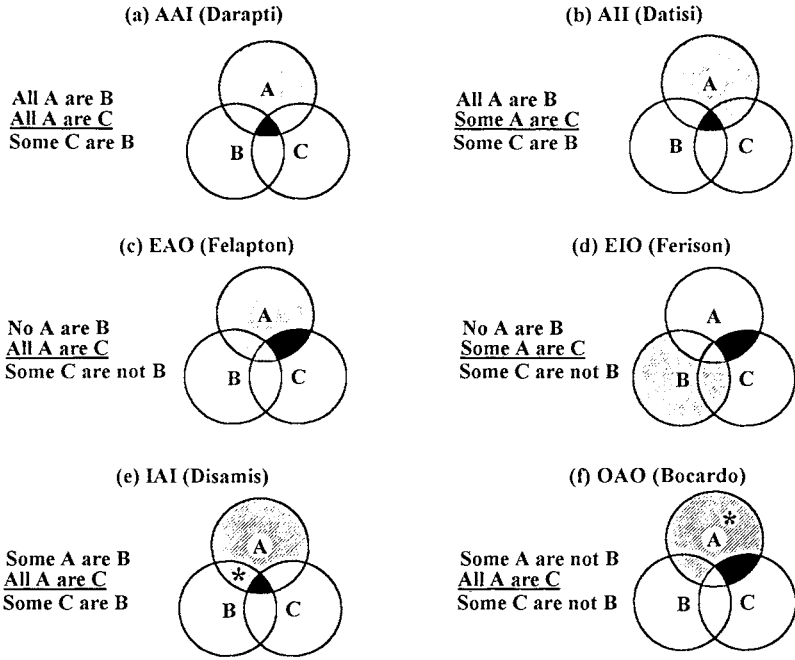 (a) AAI (Darapti)
All A are B
All A are C
Some C are B
A
B
C
(b) AII (Datisi)
All A are B
Some A are C
Some C are B
A
B
C
(c) EAO (Felapton)
No A are B
All A are C
Some C are not B
A
B
C
(d) EIO (Ferison)
No A are B
Some A are C
Some C are not B
A
B
C
(e) IAI (Disamis)
Some A are B
All A are C
Some C are B
A
*
B
C
(f) OAO (Bocardo)
Some A are not B
All A are C
Some C are not B
*
A
B
C